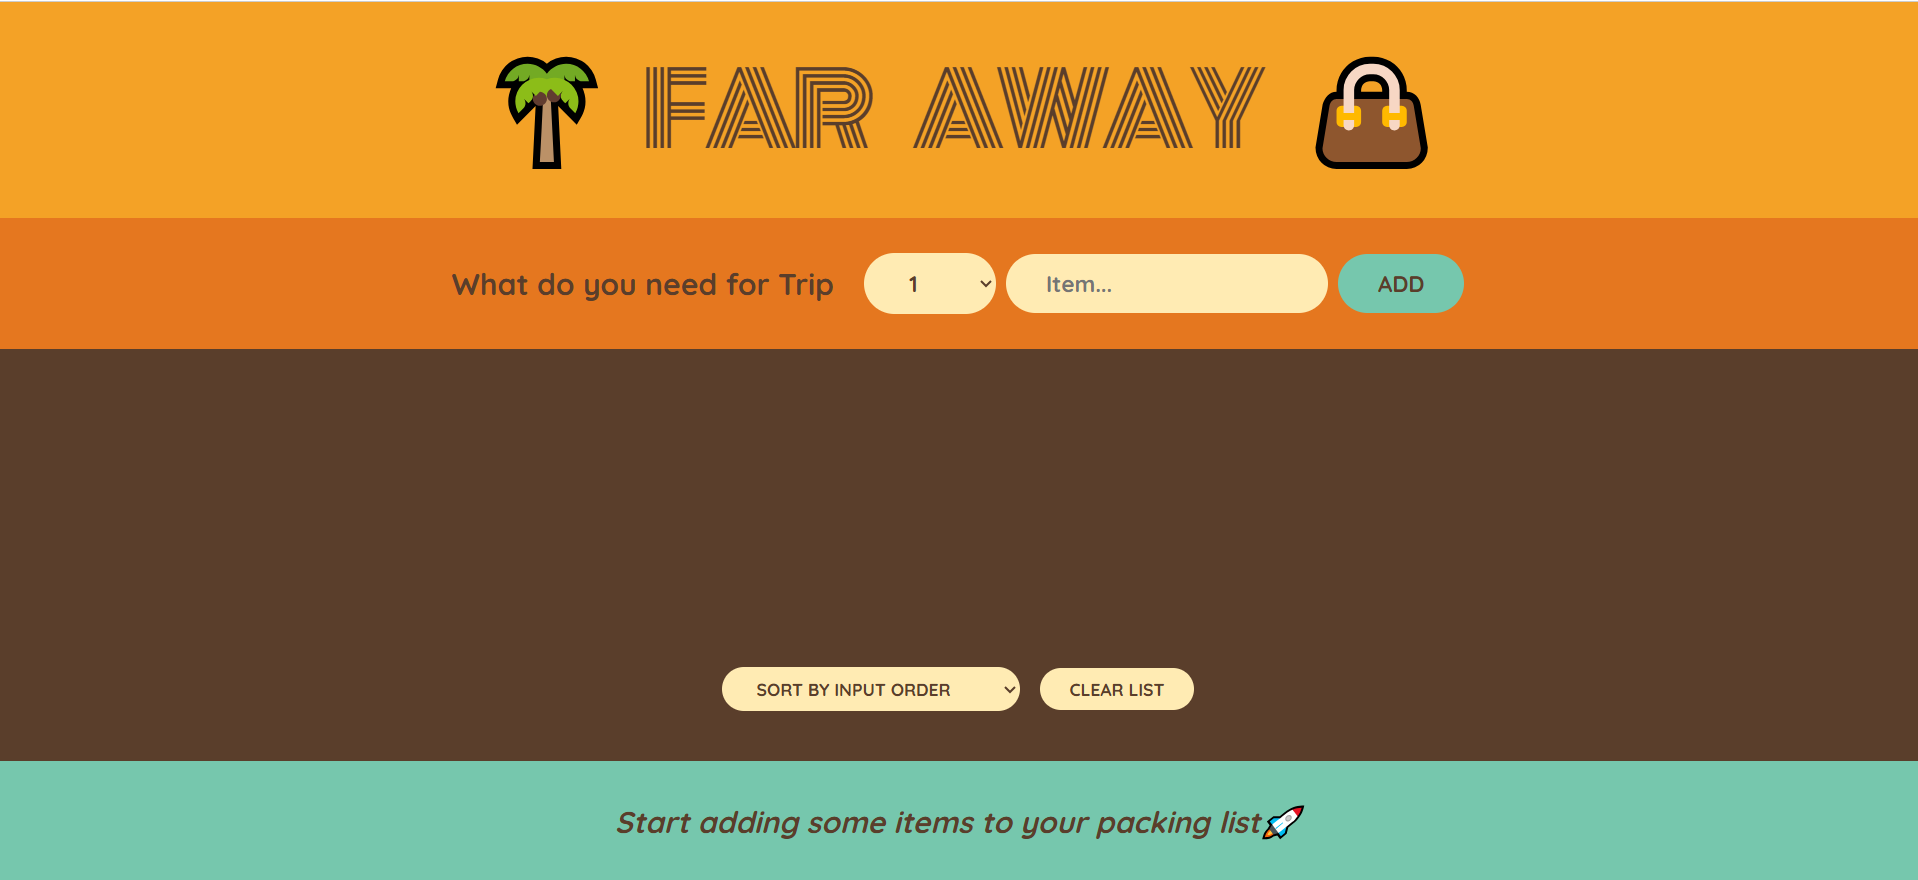 FAR AWAY
What do you need for Trip
1
Item...
ADD
SORT BY INPUT ORDER
CLEAR LIST
Start adding some items to your packing list🚀